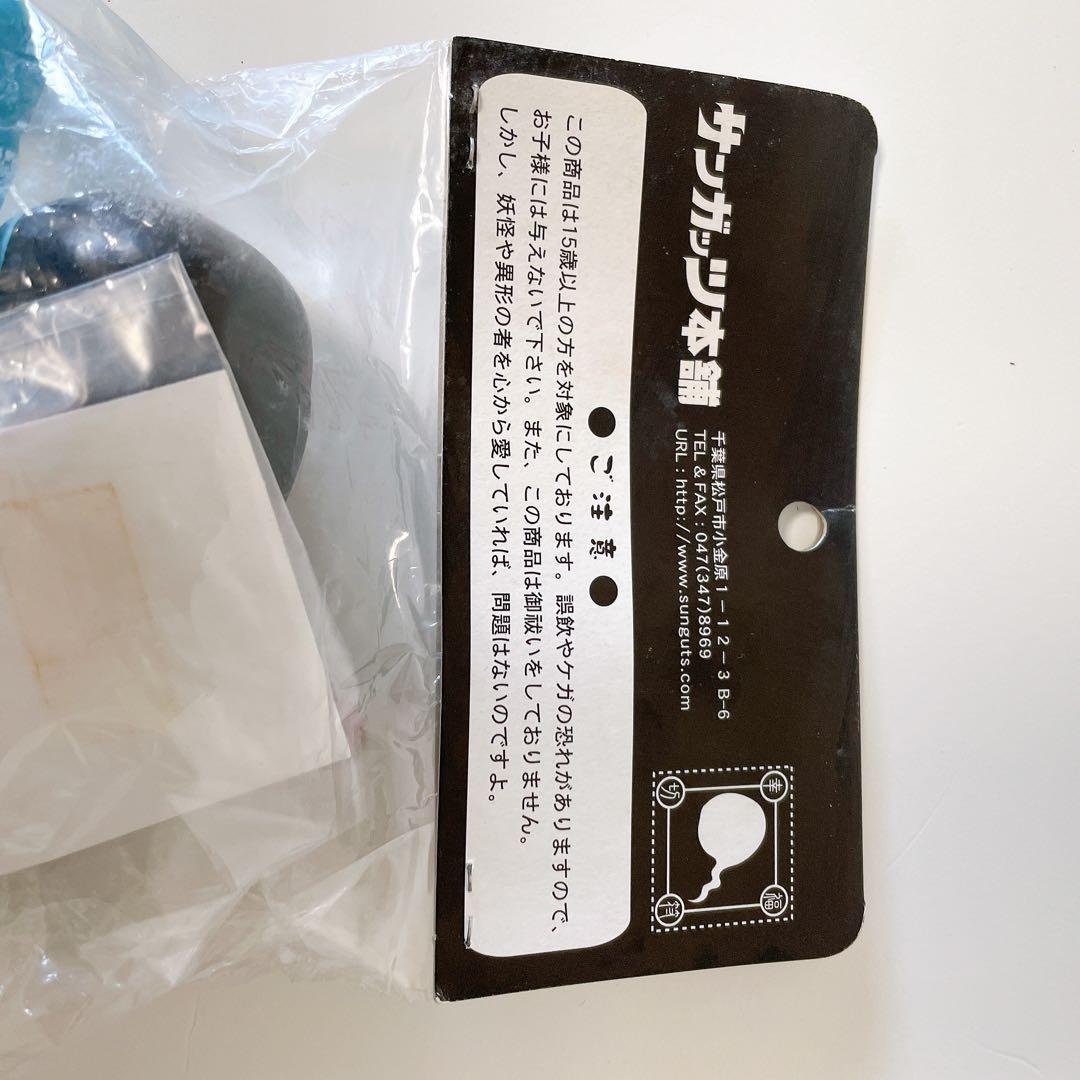 サンガッツ本舗
千葉県松戸市小金原1-12-3 B-6
TEL & FAX : 047(347)8969
URL : http://www.sunguts.com
幸
福
切
符
●ご注意●
この商品は15歳以上の方を対象にしております。誤飲やケガの恐れがありますので、
お子様には与えないで下さい。また、この商品は御祓いをしておりません。
しかし、妖怪や異形の者を心から愛していれば、問題はないのですよ。